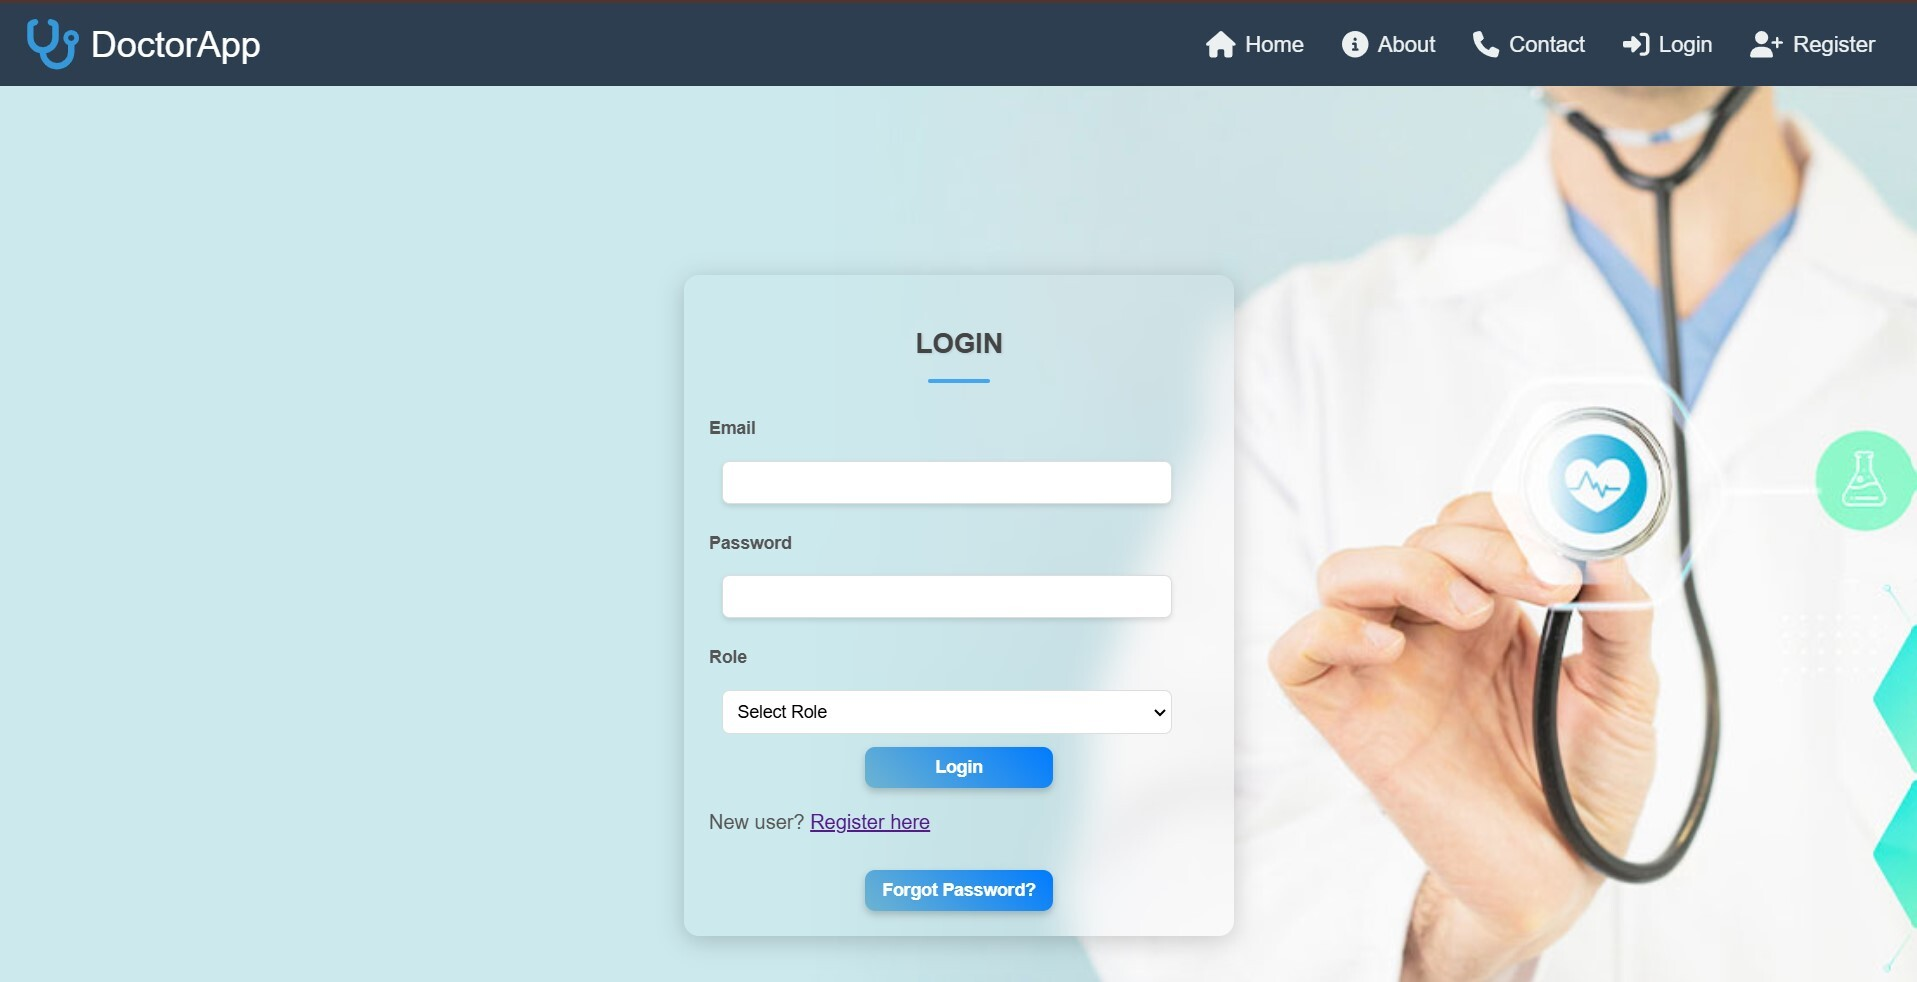 DoctorApp
Home About Contact Login Register
LOGIN
Email
Password
Role
Select Role
Login
New user? Register here
Forgot Password?